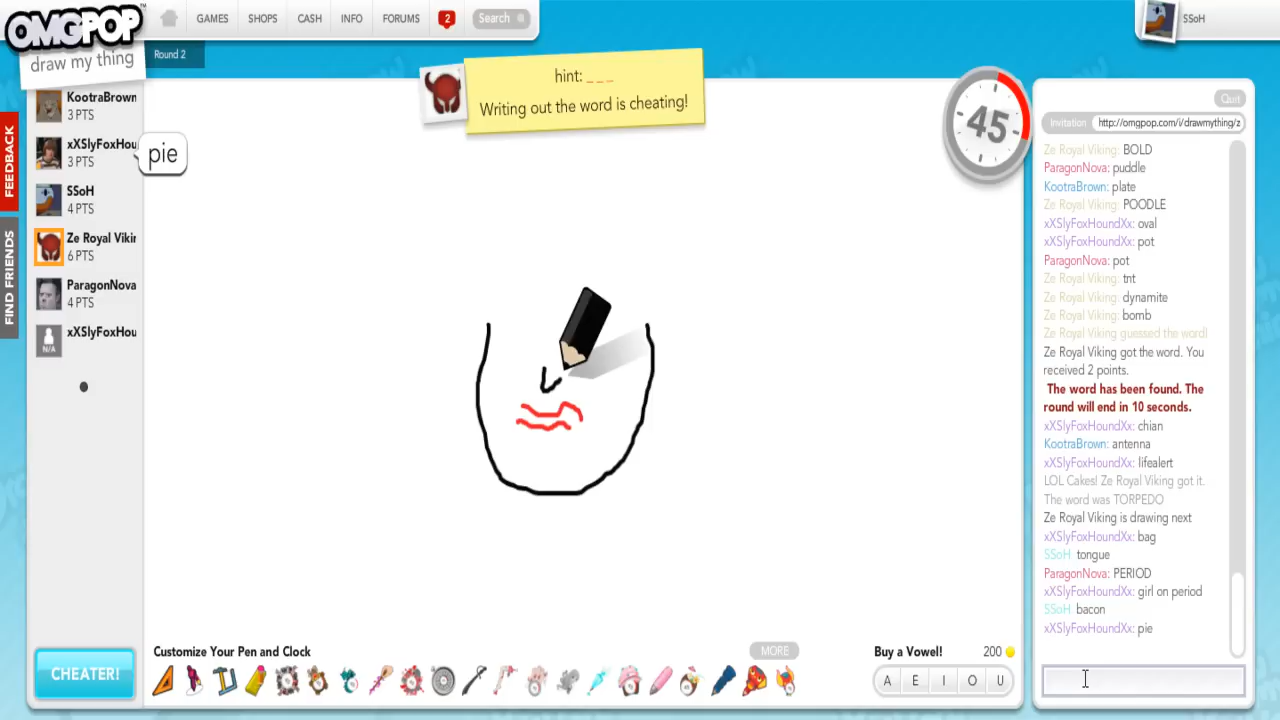 OMGPOP™
GAMES
SHOPS
CASH
INFO
FORUMS
2
Search
SSoH
draw my thing
Round 2
hint: _ _ _
Writing out the word is cheating!
45
FEEDBACK
FIND FRIENDS
KootraBrown
3 PTS
xXSlyFoxHou
3 PTS
pie
SSoH
4 PTS
Ze Royal Vikin
6 PTS
ParagonNova
4 PTS
xXSlyFoxHou
N/A
CHEATER!
Quit
Invitation http://omgpop.com/i/drawmything/z
Ze Royal Viking: BOLD
ParagonNova: puddle
KootraBrown: plate
Ze Royal Viking: POODLE
xXSlyFoxHoundXx: oval
xXSlyFoxHoundXx: pot
ParagonNova: pot
Ze Royal Viking: tnt
Ze Royal Viking: dynamite
Ze Royal Viking: bomb
Ze Royal Viking guessed the word!
Ze Royal Viking got the word. You
received 2 points.
The word has been found. The
round will end in 10 seconds.
xXSlyFoxHoundXx: chian
KootraBrown: antenna
xXSlyFoxHoundXx: lifealert
LOL Cakes! Ze Royal Viking got it.
The word was TORPEDO
Ze Royal Viking is drawing next
xXSlyFoxHoundXx: bag
SSoH tongue
ParagonNova: PERIOD
xXSlyFoxHoundXx: girl on period
SSoH bacon
xXSlyFoxHoundXx: pie
Customize Your Pen and Clock
MORE
Buy a Vowel!
200
A E I O U